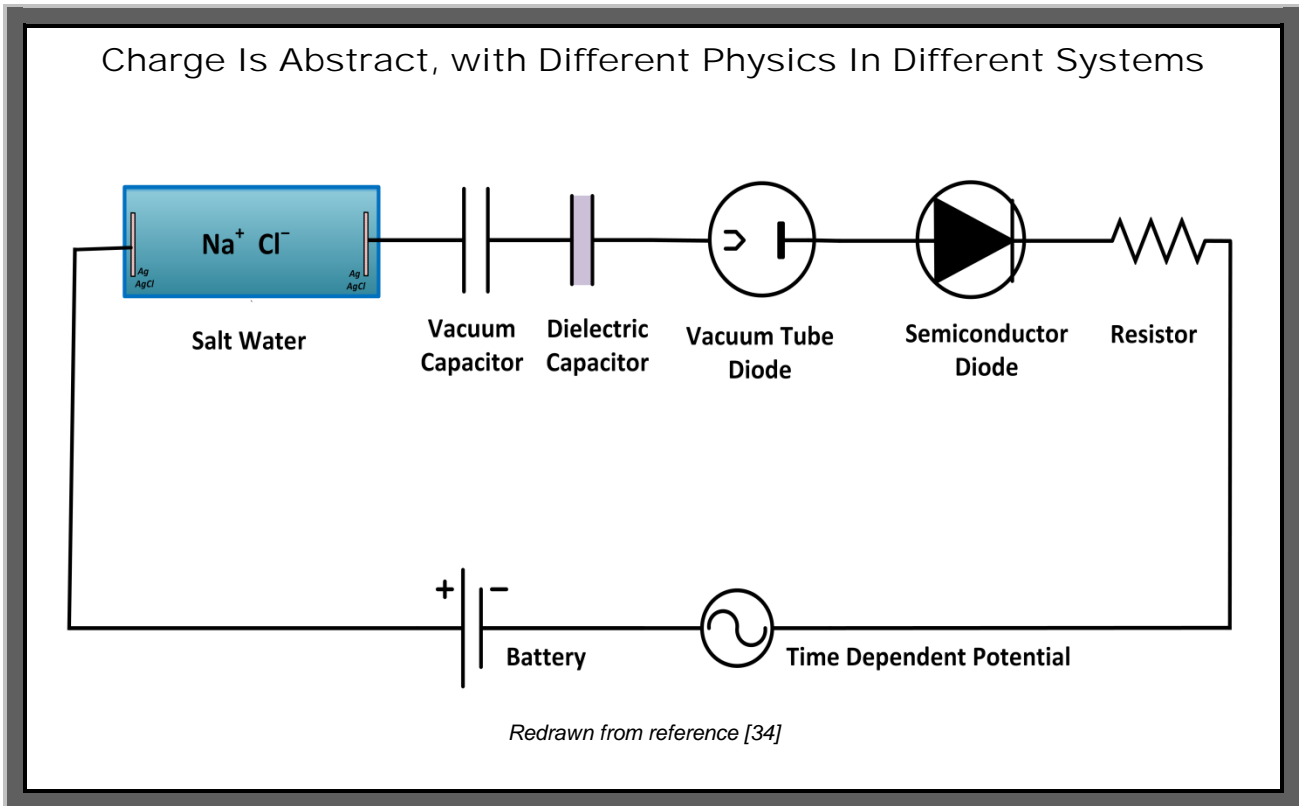 Charge Is Abstract, with Different Physics In Different Systems
Na⁺ Cl⁻
Ag
AgCl
Ag
AgCl
Salt Water
Vacuum
Capacitor
Dielectric
Capacitor
Vacuum Tube
Diode
Semiconductor
Diode
Resistor
+ −
Battery
Time Dependent Potential
Redrawn from reference [34]